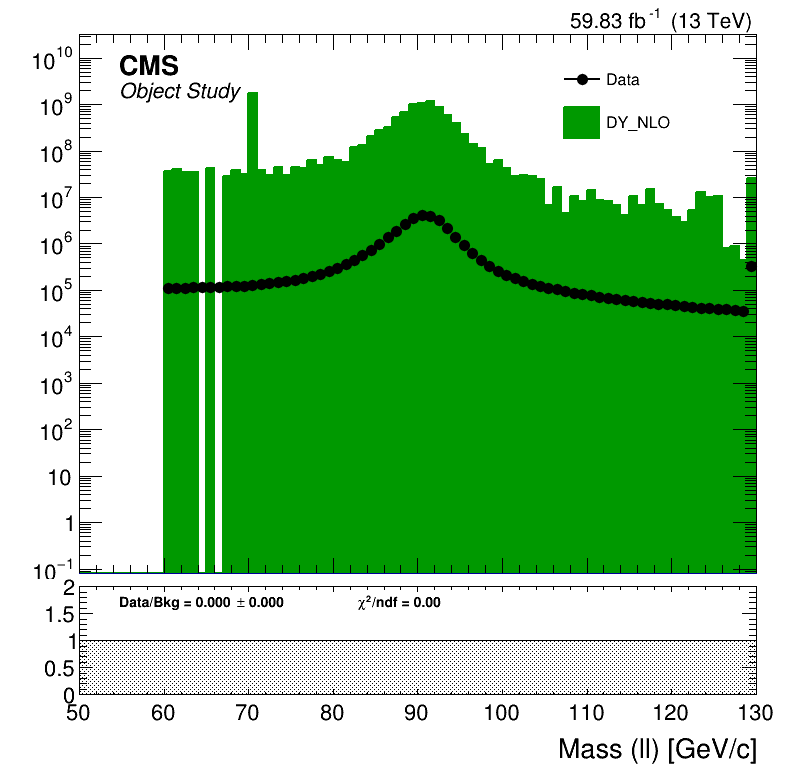 59.83 fb⁻¹ (13 TeV)
CMS
Object Study
Data
DY_NLO
10¹⁰
10⁹
10⁸
10⁷
10⁶
10⁵
10⁴
10³
10²
10
1
10⁻¹
Data/Bkg = 0.000 ± 0.000 χ²/ndf = 0.00
2
1.5
1
0.5
0
50 60 70 80 90 100 110 120 130
Mass (ll) [GeV/c]